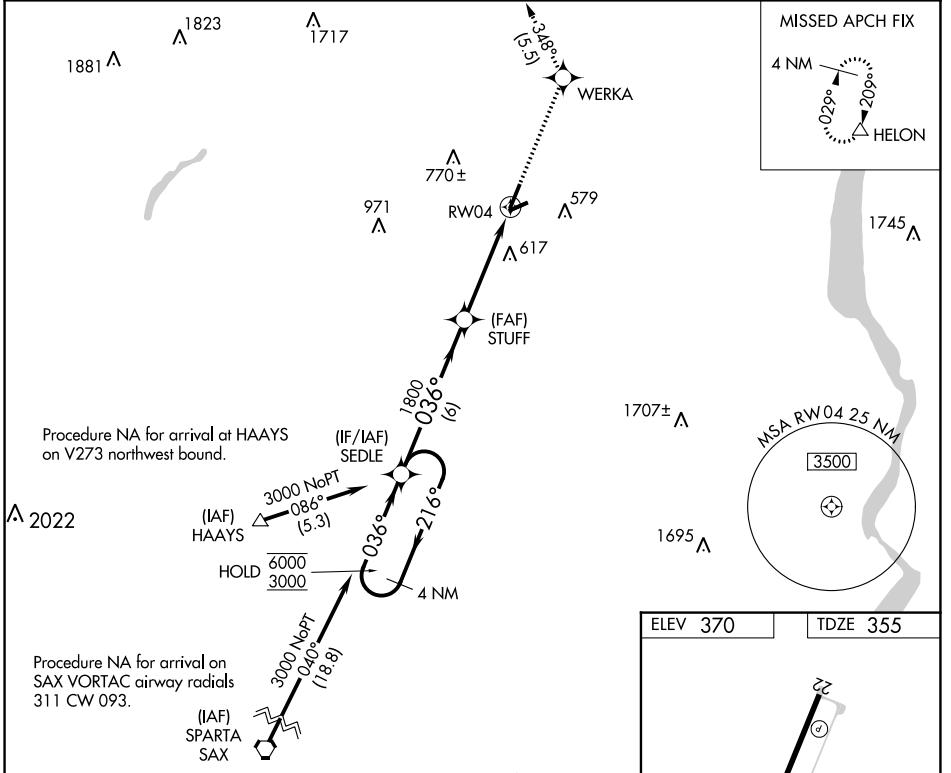 1823
1881
1717
348°
(5.5)
WERKA
MISSED APCH FIX
4 NM
029°
209°
HELON
770±
971
RW04
579
617
1745
(FAF)
STUFF
1800
036°
(6)
1707±
MSA RW04 25 NM
3500
Procedure NA for arrival at HAAYS
on V273 northwest bound.
(IF/IAF)
SEDLE
3000 NoPT
086°
(5.3)
(IAF)
HAAYS
2022
036°
216°
1695
HOLD 6000
3000
4 NM
3000 NoPT
040°
(18.8)
Procedure NA for arrival on
SAX VORTAC airway radials
311 CW 093.
(IAF)
SPARTA
SAX
ELEV 370
TDZE 355
22
P